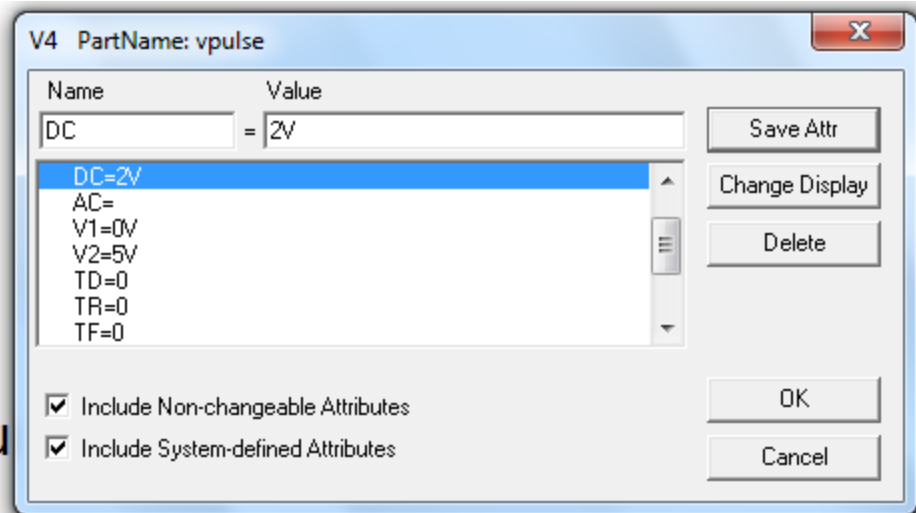 V4 PartName: vpulse
Name Value
DC = 2V
Save Attr
DC=2V
AC=
V1=0V
V2=5V
TD=0
TR=0
TF=0
Change Display
Delete
Include Non-changeable Attributes
Include System-defined Attributes
OK
Cancel